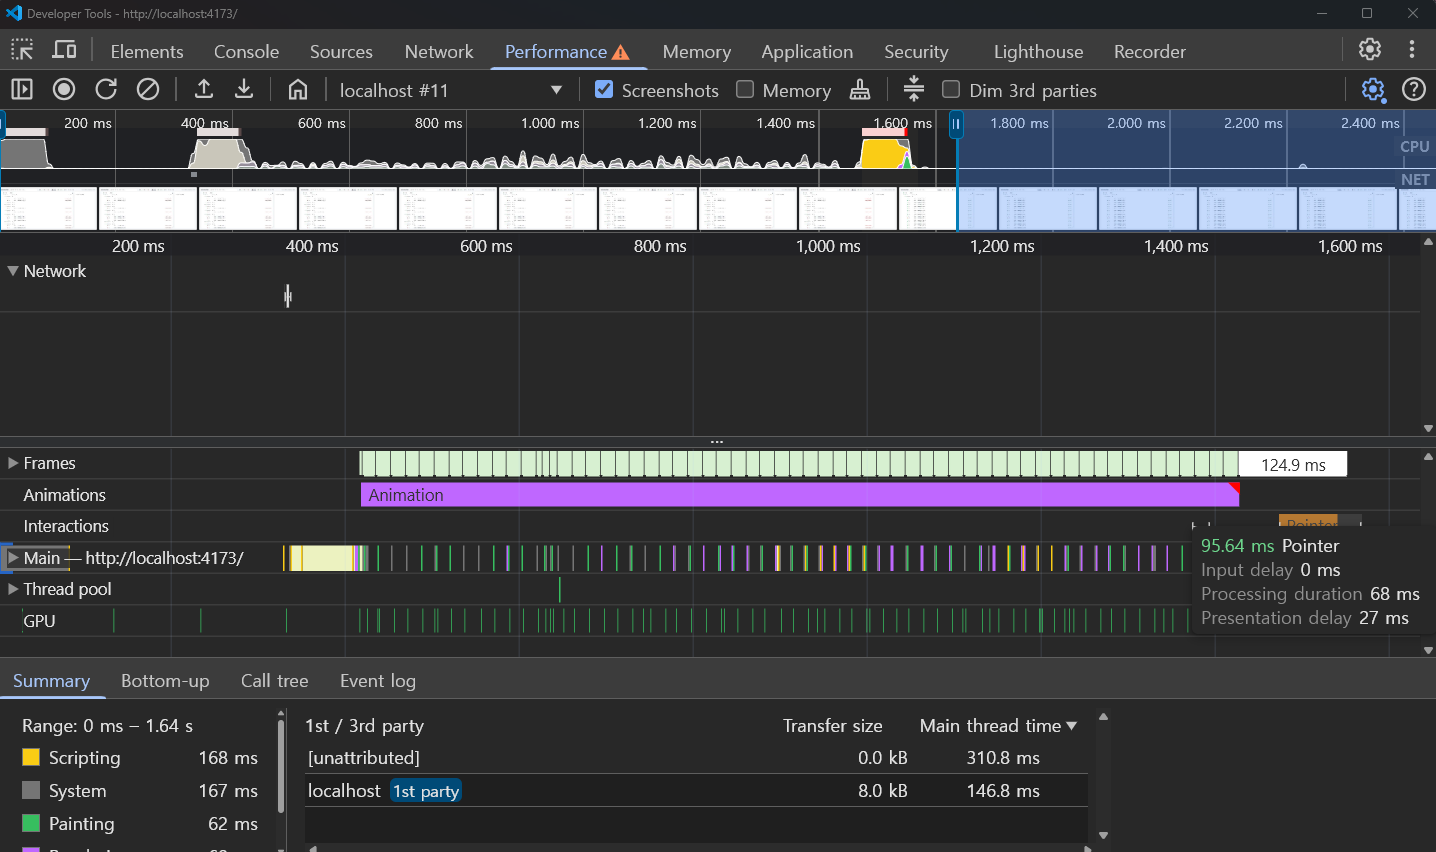 Developer Tools - http://localhost:4173/
Elements Console Sources Network Performance Memory Application Security Lighthouse Recorder
localhost #11 Screenshots Memory Dim 3rd parties
200 ms 400 ms 600 ms 800 ms 1.000 ms 1.200 ms 1.400 ms 1.600 ms 1.800 ms 2.000 ms 2.200 ms 2.400 ms
CPU
NET
200 ms 400 ms 600 ms 800 ms 1,000 ms 1,200 ms 1,400 ms 1,600 ms
Network
...
Frames 124.9 ms
Animations Animation
Interactions Pointer
Main — http://localhost:4173/
95.64 ms Pointer
Input delay 0 ms
Processing duration 68 ms
Presentation delay 27 ms
Thread pool
GPU
Summary Bottom-up Call tree Event log
Range: 0 ms – 1.64 s
Scripting 168 ms
System 167 ms
Painting 62 ms
1st / 3rd party Transfer size Main thread time
[unattributed] 0.0 kB 310.8 ms
localhost 1st party 8.0 kB 146.8 ms